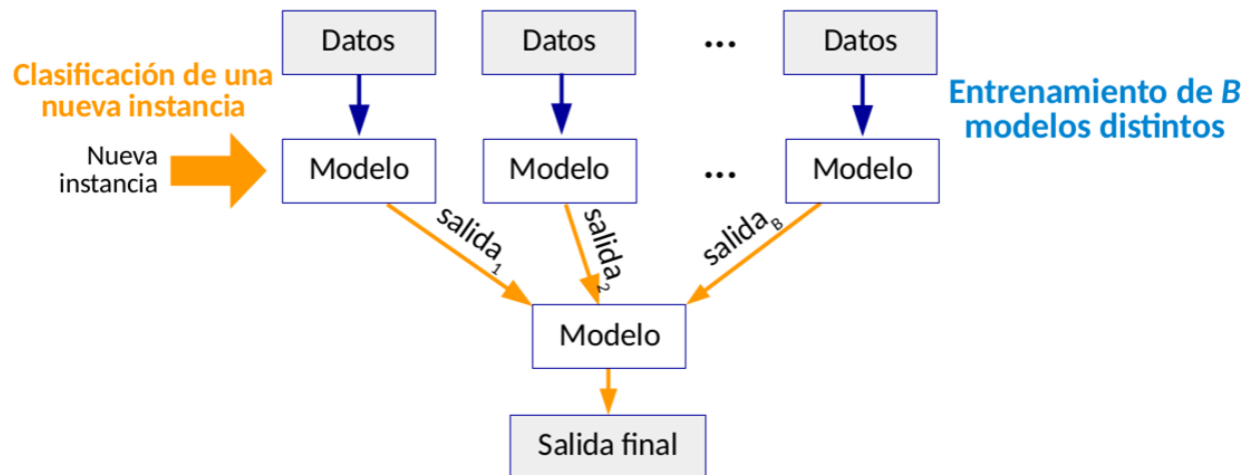 Datos
Datos
...
Datos
Clasificación de una
nueva instancia
Entrenamiento de B
modelos distintos
Nueva
instancia
Modelo
Modelo
...
Modelo
salida1
salida2
salidaB
Modelo
Salida final